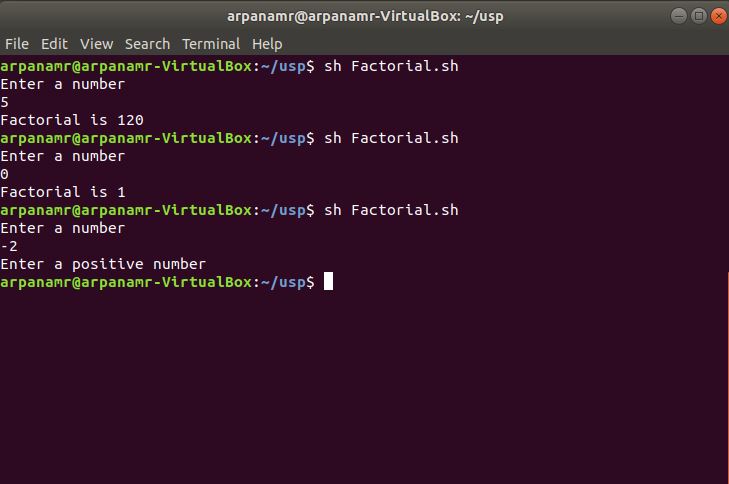 arpanamr@arpanamr-VirtualBox: ~/usp
File Edit View Search Terminal Help
arpanamr@arpanamr-VirtualBox:~/usp$ sh Factorial.sh
Enter a number
5
Factorial is 120
arpanamr@arpanamr-VirtualBox:~/usp$ sh Factorial.sh
Enter a number
0
Factorial is 1
arpanamr@arpanamr-VirtualBox:~/usp$ sh Factorial.sh
Enter a number
-2
Enter a positive number
arpanamr@arpanamr-VirtualBox:~/usp$